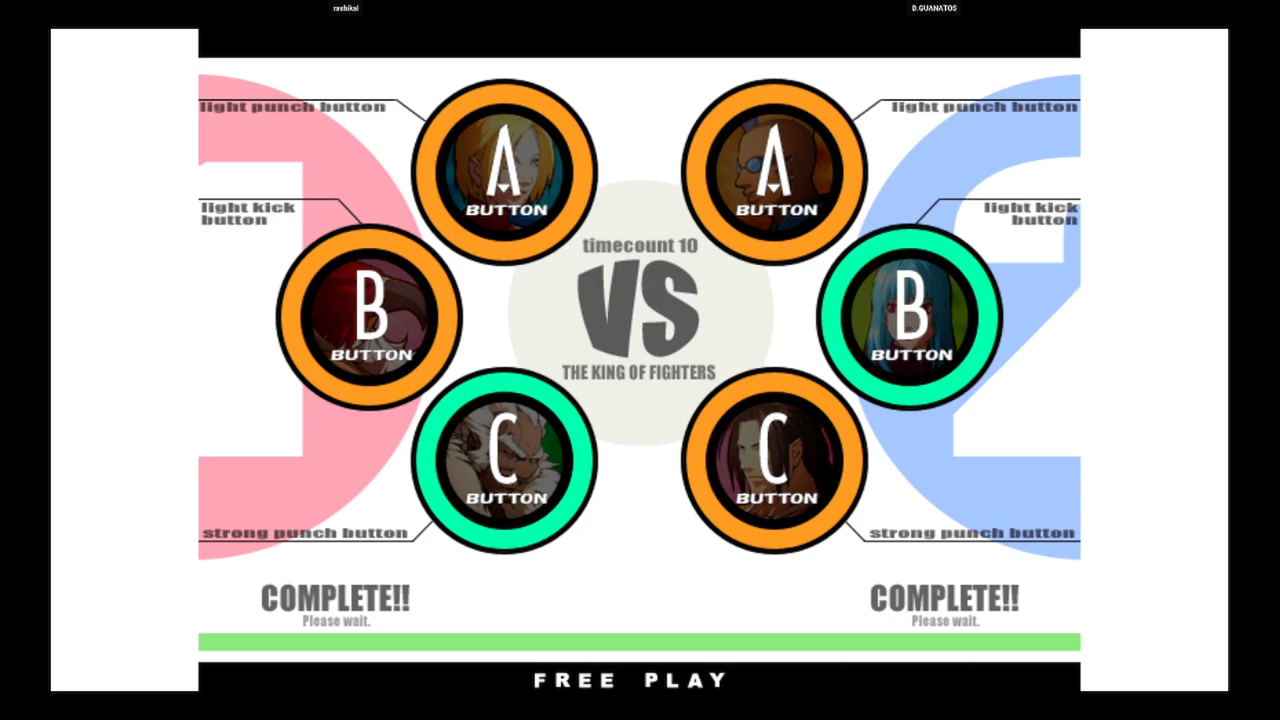 rashikal
D.GUANATOS
light punch button
light punch button
A
BUTTON
A
BUTTON
light kick
button
light kick
button
timecount 10
VS
THE KING OF FIGHTERS
B
BUTTON
B
BUTTON
C
BUTTON
C
BUTTON
strong punch button
strong punch button
COMPLETE!!
Please wait.
COMPLETE!!
Please wait.
FREE PLAY